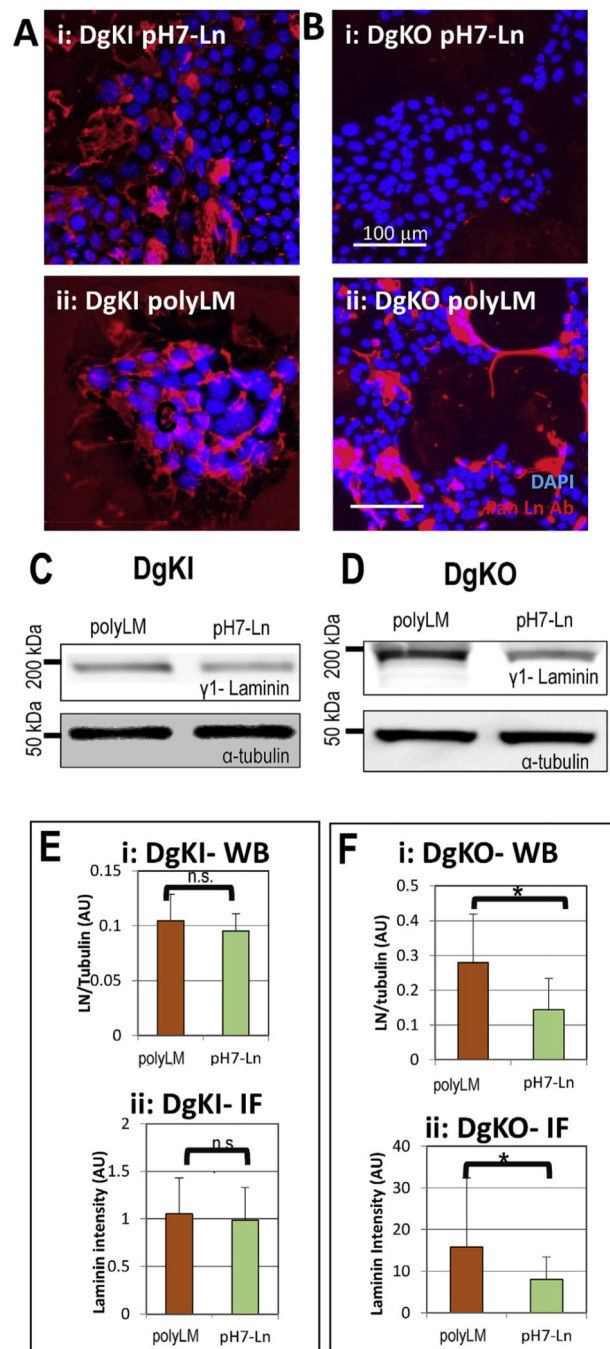 A
i: DgKI pH7-Ln
B
i: DgKO pH7-Ln
100 μm
ii: DgKI polyLM
C
ii: DgKO polyLM
DAPI
Pan Ln Ab
C
DgKI
polyLM pH7-Ln
200 kDa
γ1- Laminin
50 kDa
α-tubulin
D
DgKO
polyLM pH7-Ln
200 kDa
γ1- Laminin
50 kDa
α-tubulin
E
i: DgKI- WB
n.s.
LN/Tubulin (AU)
0.15
0.1
0.05
0
polyLM pH7-Ln
ii: DgKI- IF
n s
Laminin intensity (AU)
2
1.5
1
0.5
0
polyLM pH7-Ln
F
i: DgKO- WB
*
LN/tubulin (AU)
0.5
0.4
0.3
0.2
0.1
0
polyLM pH7-Ln
ii: DgKO- IF
*
Laminin Intensity (AU)
40
30
20
10
0
polyLM pH7-Ln